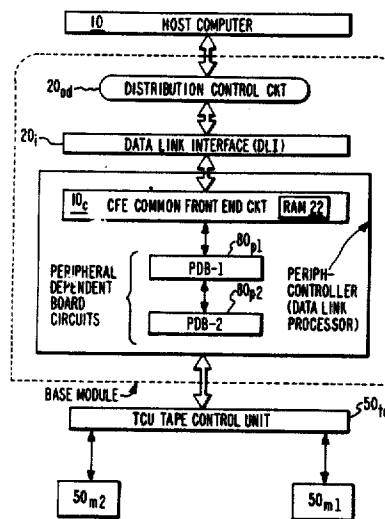 10 HOST COMPUTER
20od DISTRIBUTION CONTROL CKT
20i DATA LINK INTERFACE (DLI)
10c CFE COMMON FRONT END CKT RAM 22
80p1
PERIPHERAL
DEPENDENT
BOARD
CIRCUITS
PDB-1
80p2
PDB-2
PERIPH-
CONTROLLER
(DATA LINK
PROCESSOR)
BASE MODULE
TCU TAPE CONTROL UNIT
50m2
50m1